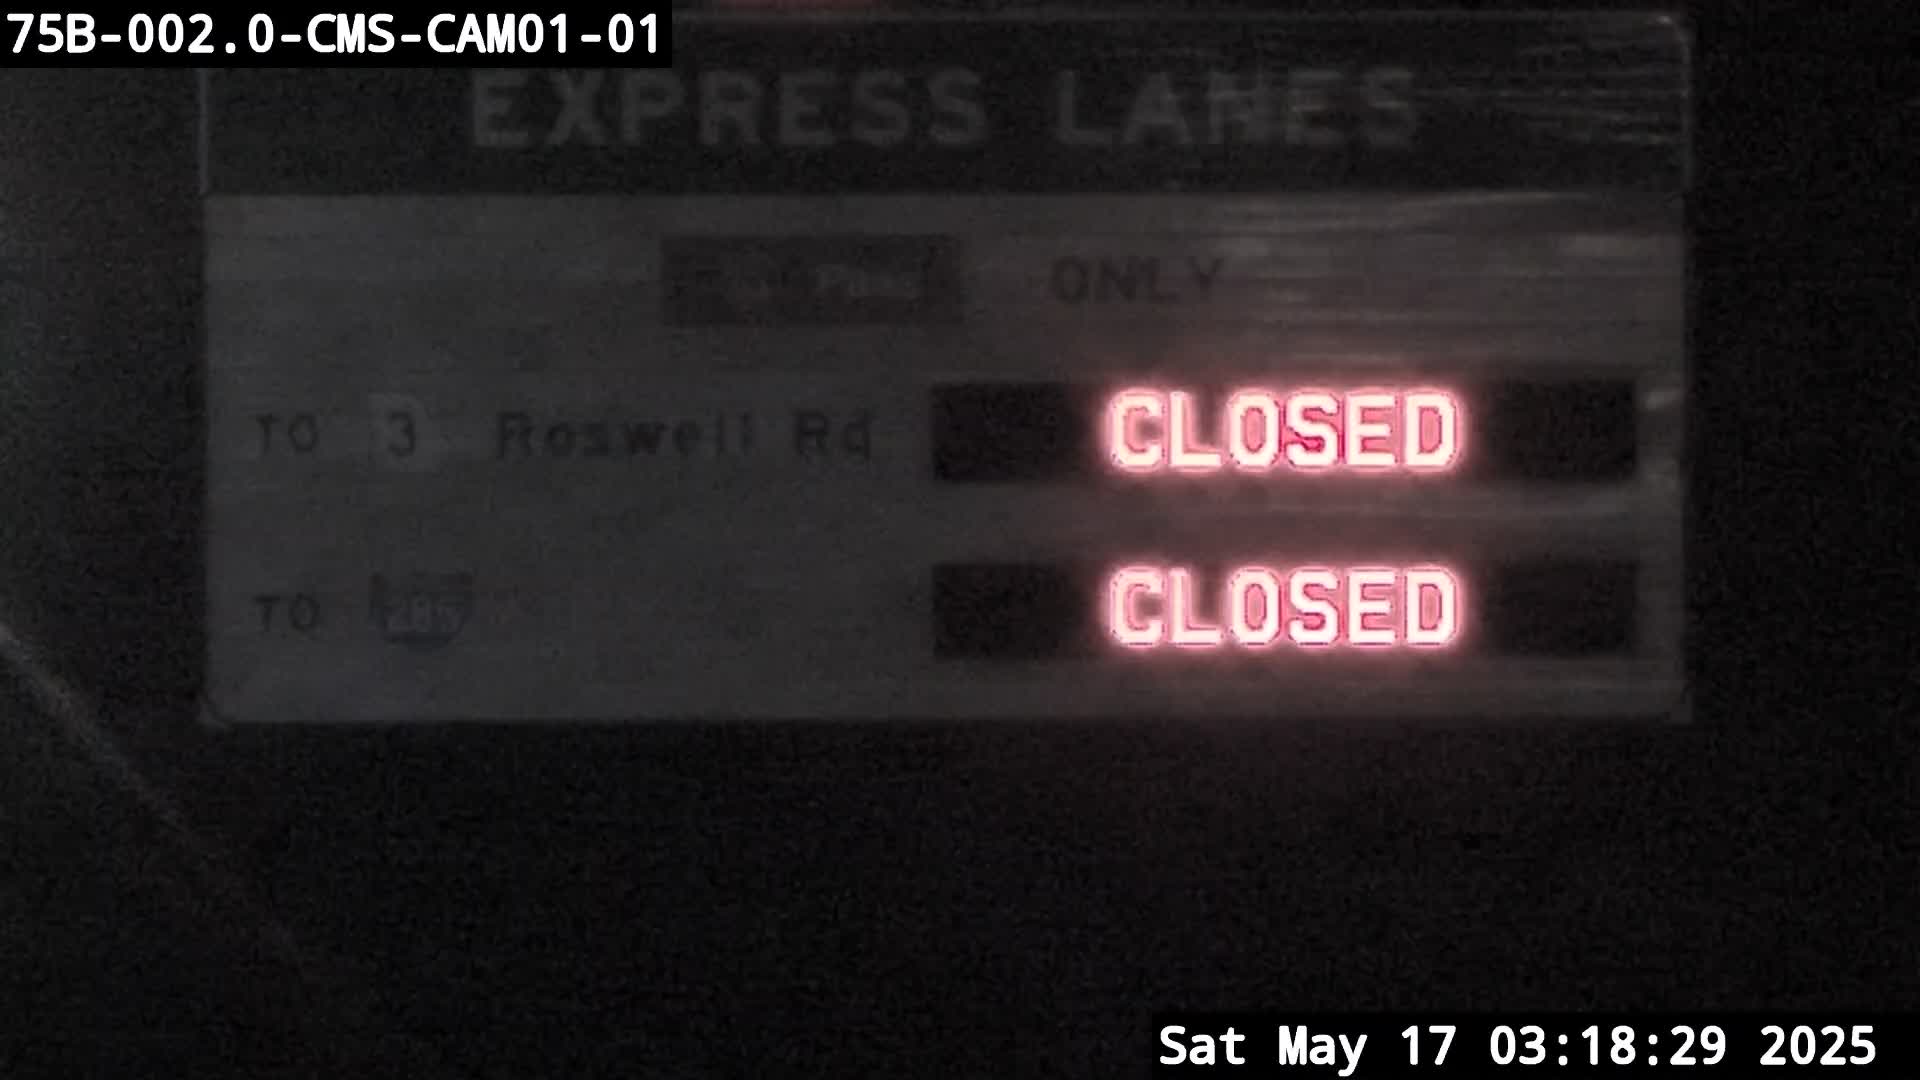 75B-002.0-CMS-CAM01-01
EXPRESS LANES
ONLY
TO 3 Roswell Rd CLOSED
TO 285 CLOSED
Sat May 17 03:18:29 2025